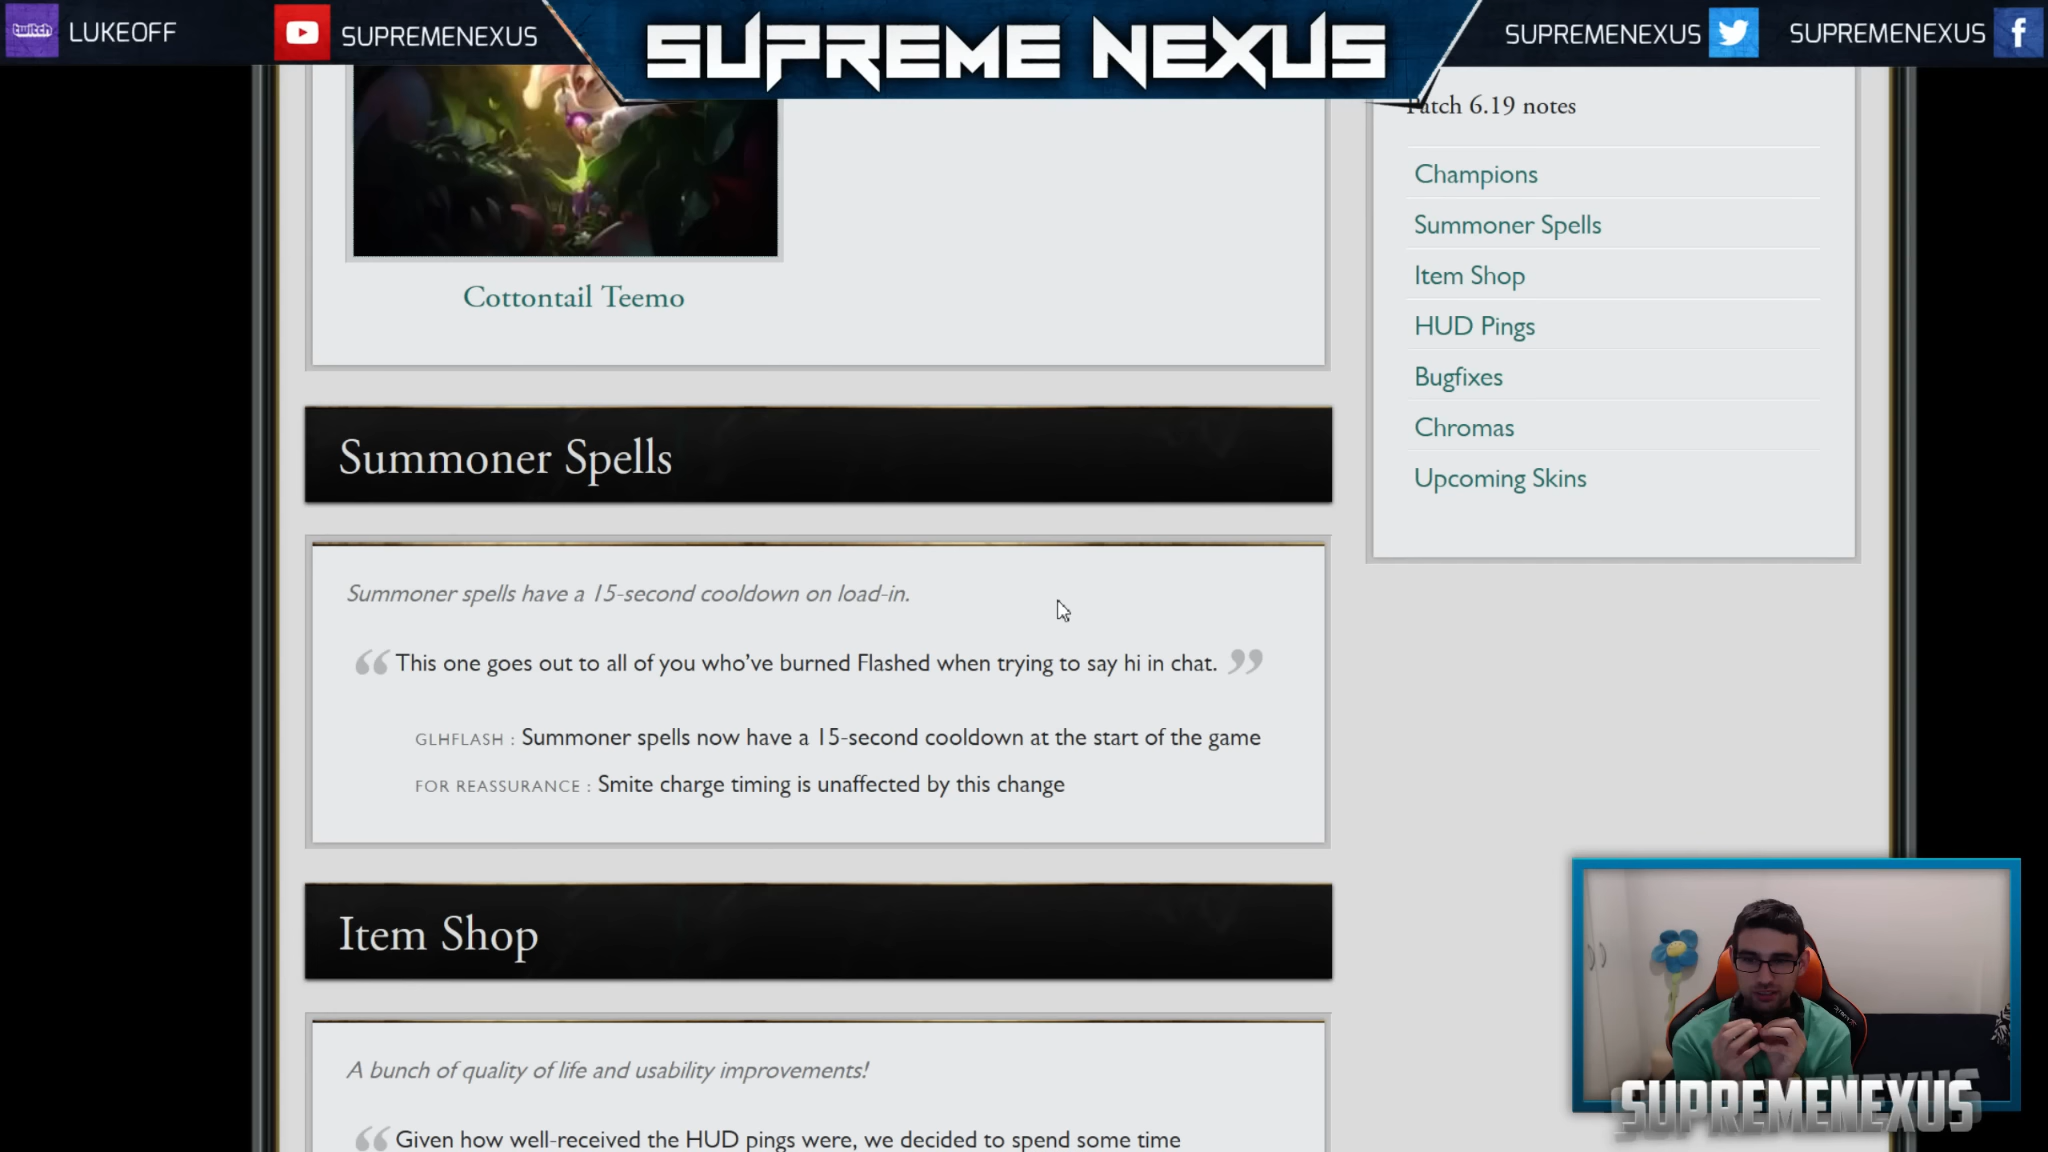 twitch LUKEOFF
SUPREMENEXUS
SUPREME NEXUS
SUPREMENEXUS
SUPREMENEXUS
Patch 6.19 notes
Champions
Summoner Spells
Item Shop
HUD Pings
Bugfixes
Chromas
Upcoming Skins
Cottontail Teemo
Summoner Spells
Summoner spells have a 15-second cooldown on load-in.
“ This one goes out to all of you who’ve burned Flashed when trying to say hi in chat. ”
GLHFLASH : Summoner spells now have a 15-second cooldown at the start of the game
FOR REASSURANCE : Smite charge timing is unaffected by this change
Item Shop
A bunch of quality of life and usability improvements!
“ Given how well-received the HUD pings were, we decided to spend some time
SUPREMENEXUS